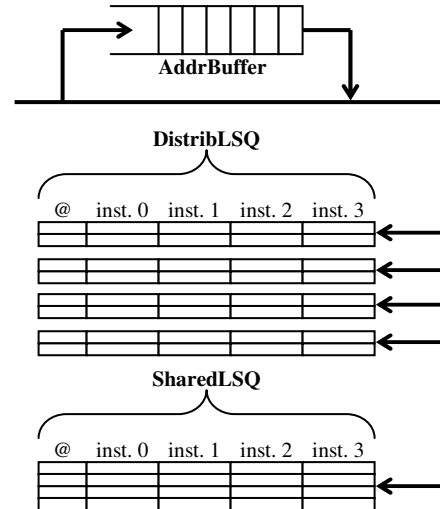 AddrBuffer
DistribLSQ
@ inst. 0 inst. 1 inst. 2 inst. 3
SharedLSQ
@ inst. 0 inst. 1 inst. 2 inst. 3